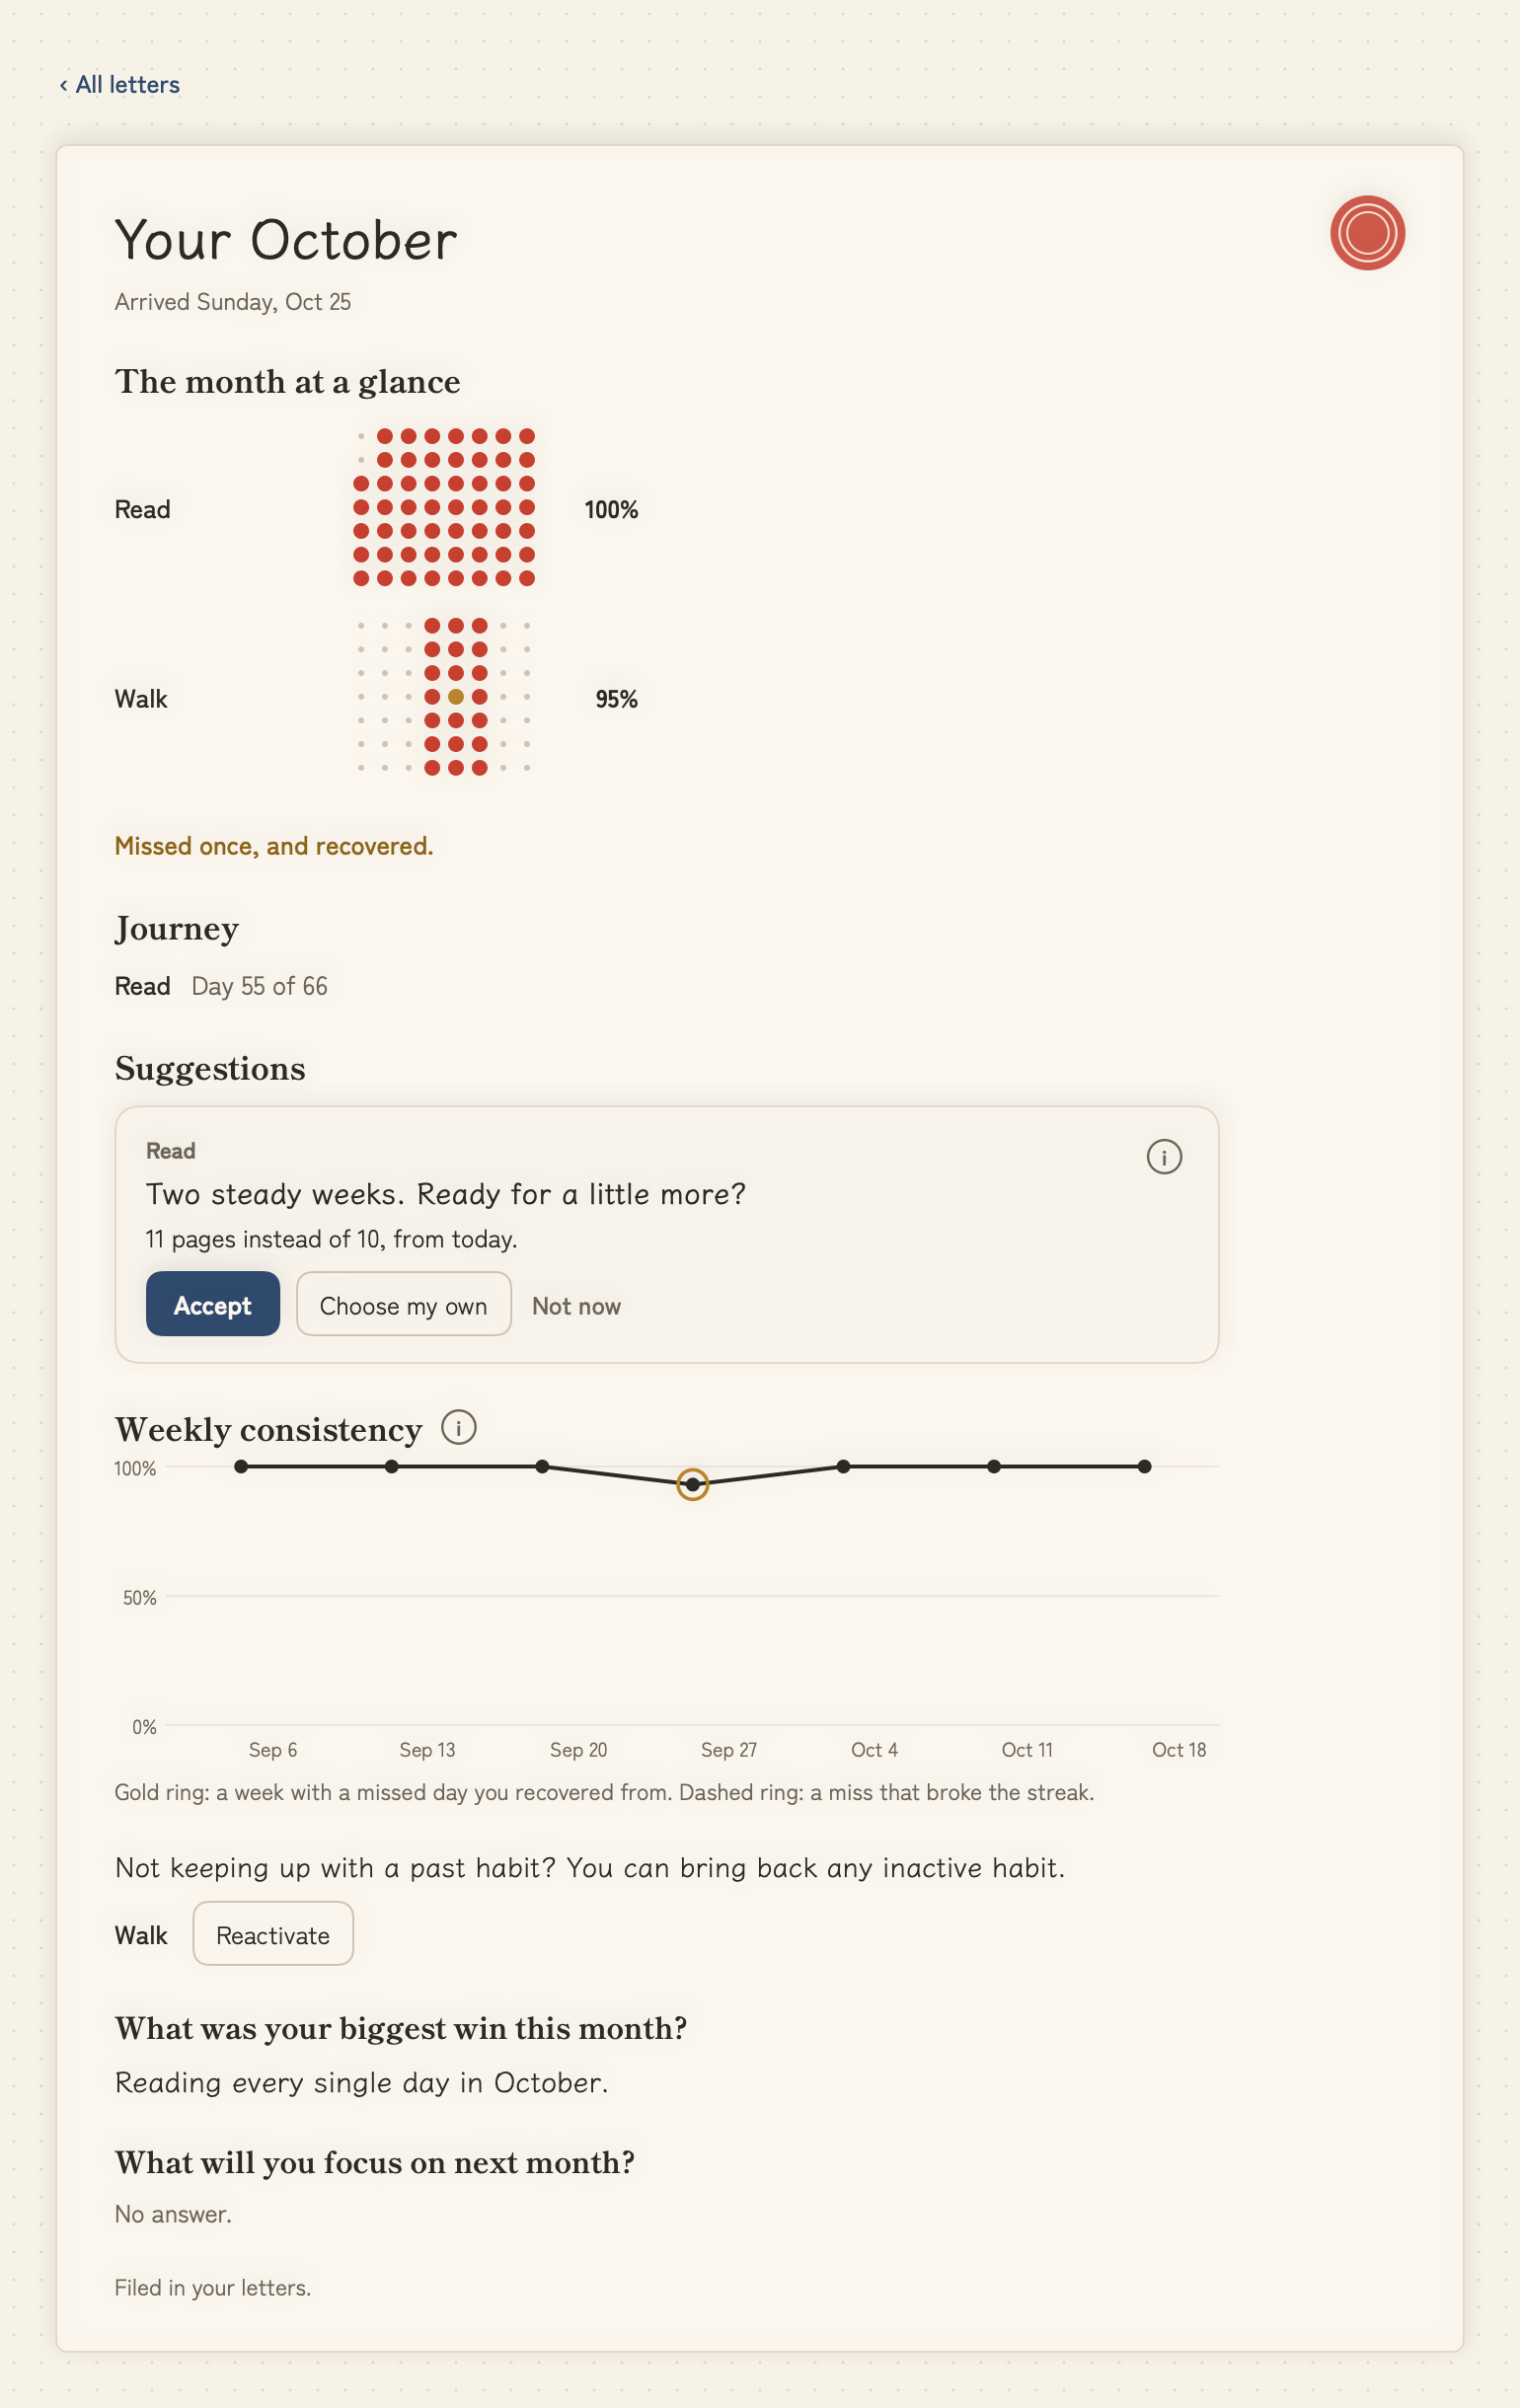 ‹ All letters
Your October
Arrived Sunday, Oct 25
The month at a glance
Read 100%
Walk 95%
Missed once, and recovered.
Journey
Read Day 55 of 66
Suggestions
Read i
Two steady weeks. Ready for a little more?
11 pages instead of 10, from today.
Accept Choose my own Not now
Weekly consistency i
100%
50%
0%
Sep 6 Sep 13 Sep 20 Sep 27 Oct 4 Oct 11 Oct 18
Gold ring: a week with a missed day you recovered from. Dashed ring: a miss that broke the streak.
Not keeping up with a past habit? You can bring back any inactive habit.
Walk Reactivate
What was your biggest win this month?
Reading every single day in October.
What will you focus on next month?
No answer.
Filed in your letters.